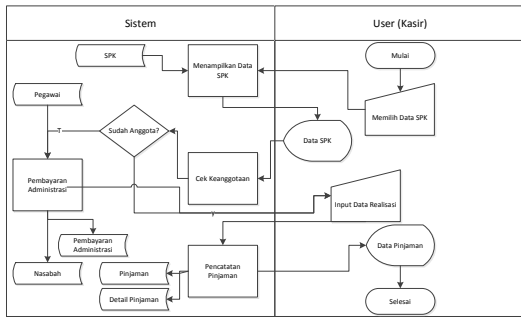 Sistem
User (Kasir)
SPK
Menampilkan Data
SPK
Mulai
Pegawai
Memilih Data SPK
T
Sudah Anggota?
Data SPK
Cek Keanggotaan
Pembayaran
Administrasi
Y
Input Data Realisasi
Pembayaran
Administrasi
Data Pinjaman
Nasabah
Pinjaman
Pencatatan
Pinjaman
Detail Pinjaman
Selesai